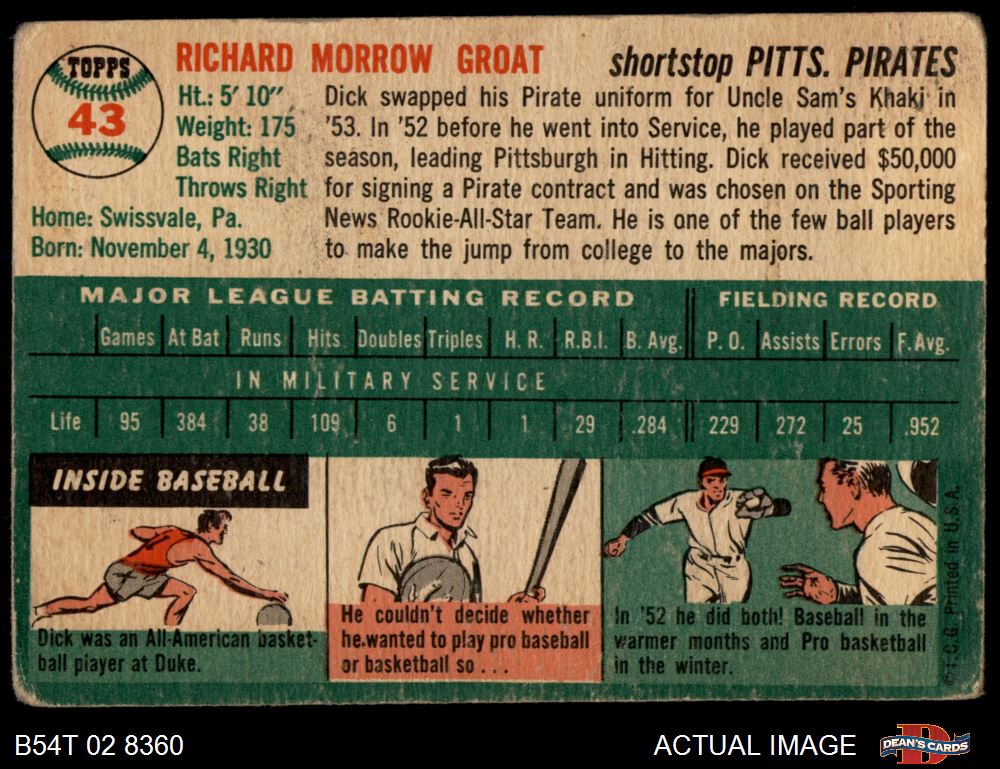 TOPPS
43
RICHARD MORROW GROAT
shortstop PITTS. PIRATES
Ht.: 5' 10"
Weight: 175
Bats Right
Throws Right
Home: Swissvale, Pa.
Born: November 4, 1930
Dick swapped his Pirate uniform for Uncle Sam's Khaki in
'53. In '52 before he went into Service, he played part of the
season, leading Pittsburgh in Hitting. Dick received $50,000
for signing a Pirate contract and was chosen on the Sporting
News Rookie-All-Star Team. He is one of the few ball players
to make the jump from college to the majors.
MAJOR LEAGUE BATTING RECORD FIELDING RECORD
Games At Bat Runs Hits Doubles Triples H. R. R.B.I. B. Avg. P. O. Assists Errors F. Avg.
IN MILITARY SERVICE
Life 95 384 38 109 6 1 1 29 .284 229 272 25 .952
INSIDE BASEBALL
Dick was an All-American basket-
ball player at Duke.
He couldn't decide whether
he wanted to play pro baseball
or basketball so . . .
In '52 he did both! Baseball in the
warmer months and Pro basketball
in the winter.
© T. C. G. Printed in U. S. A.
B54T 02 8360
ACTUAL IMAGE
DEAN'S CARDS